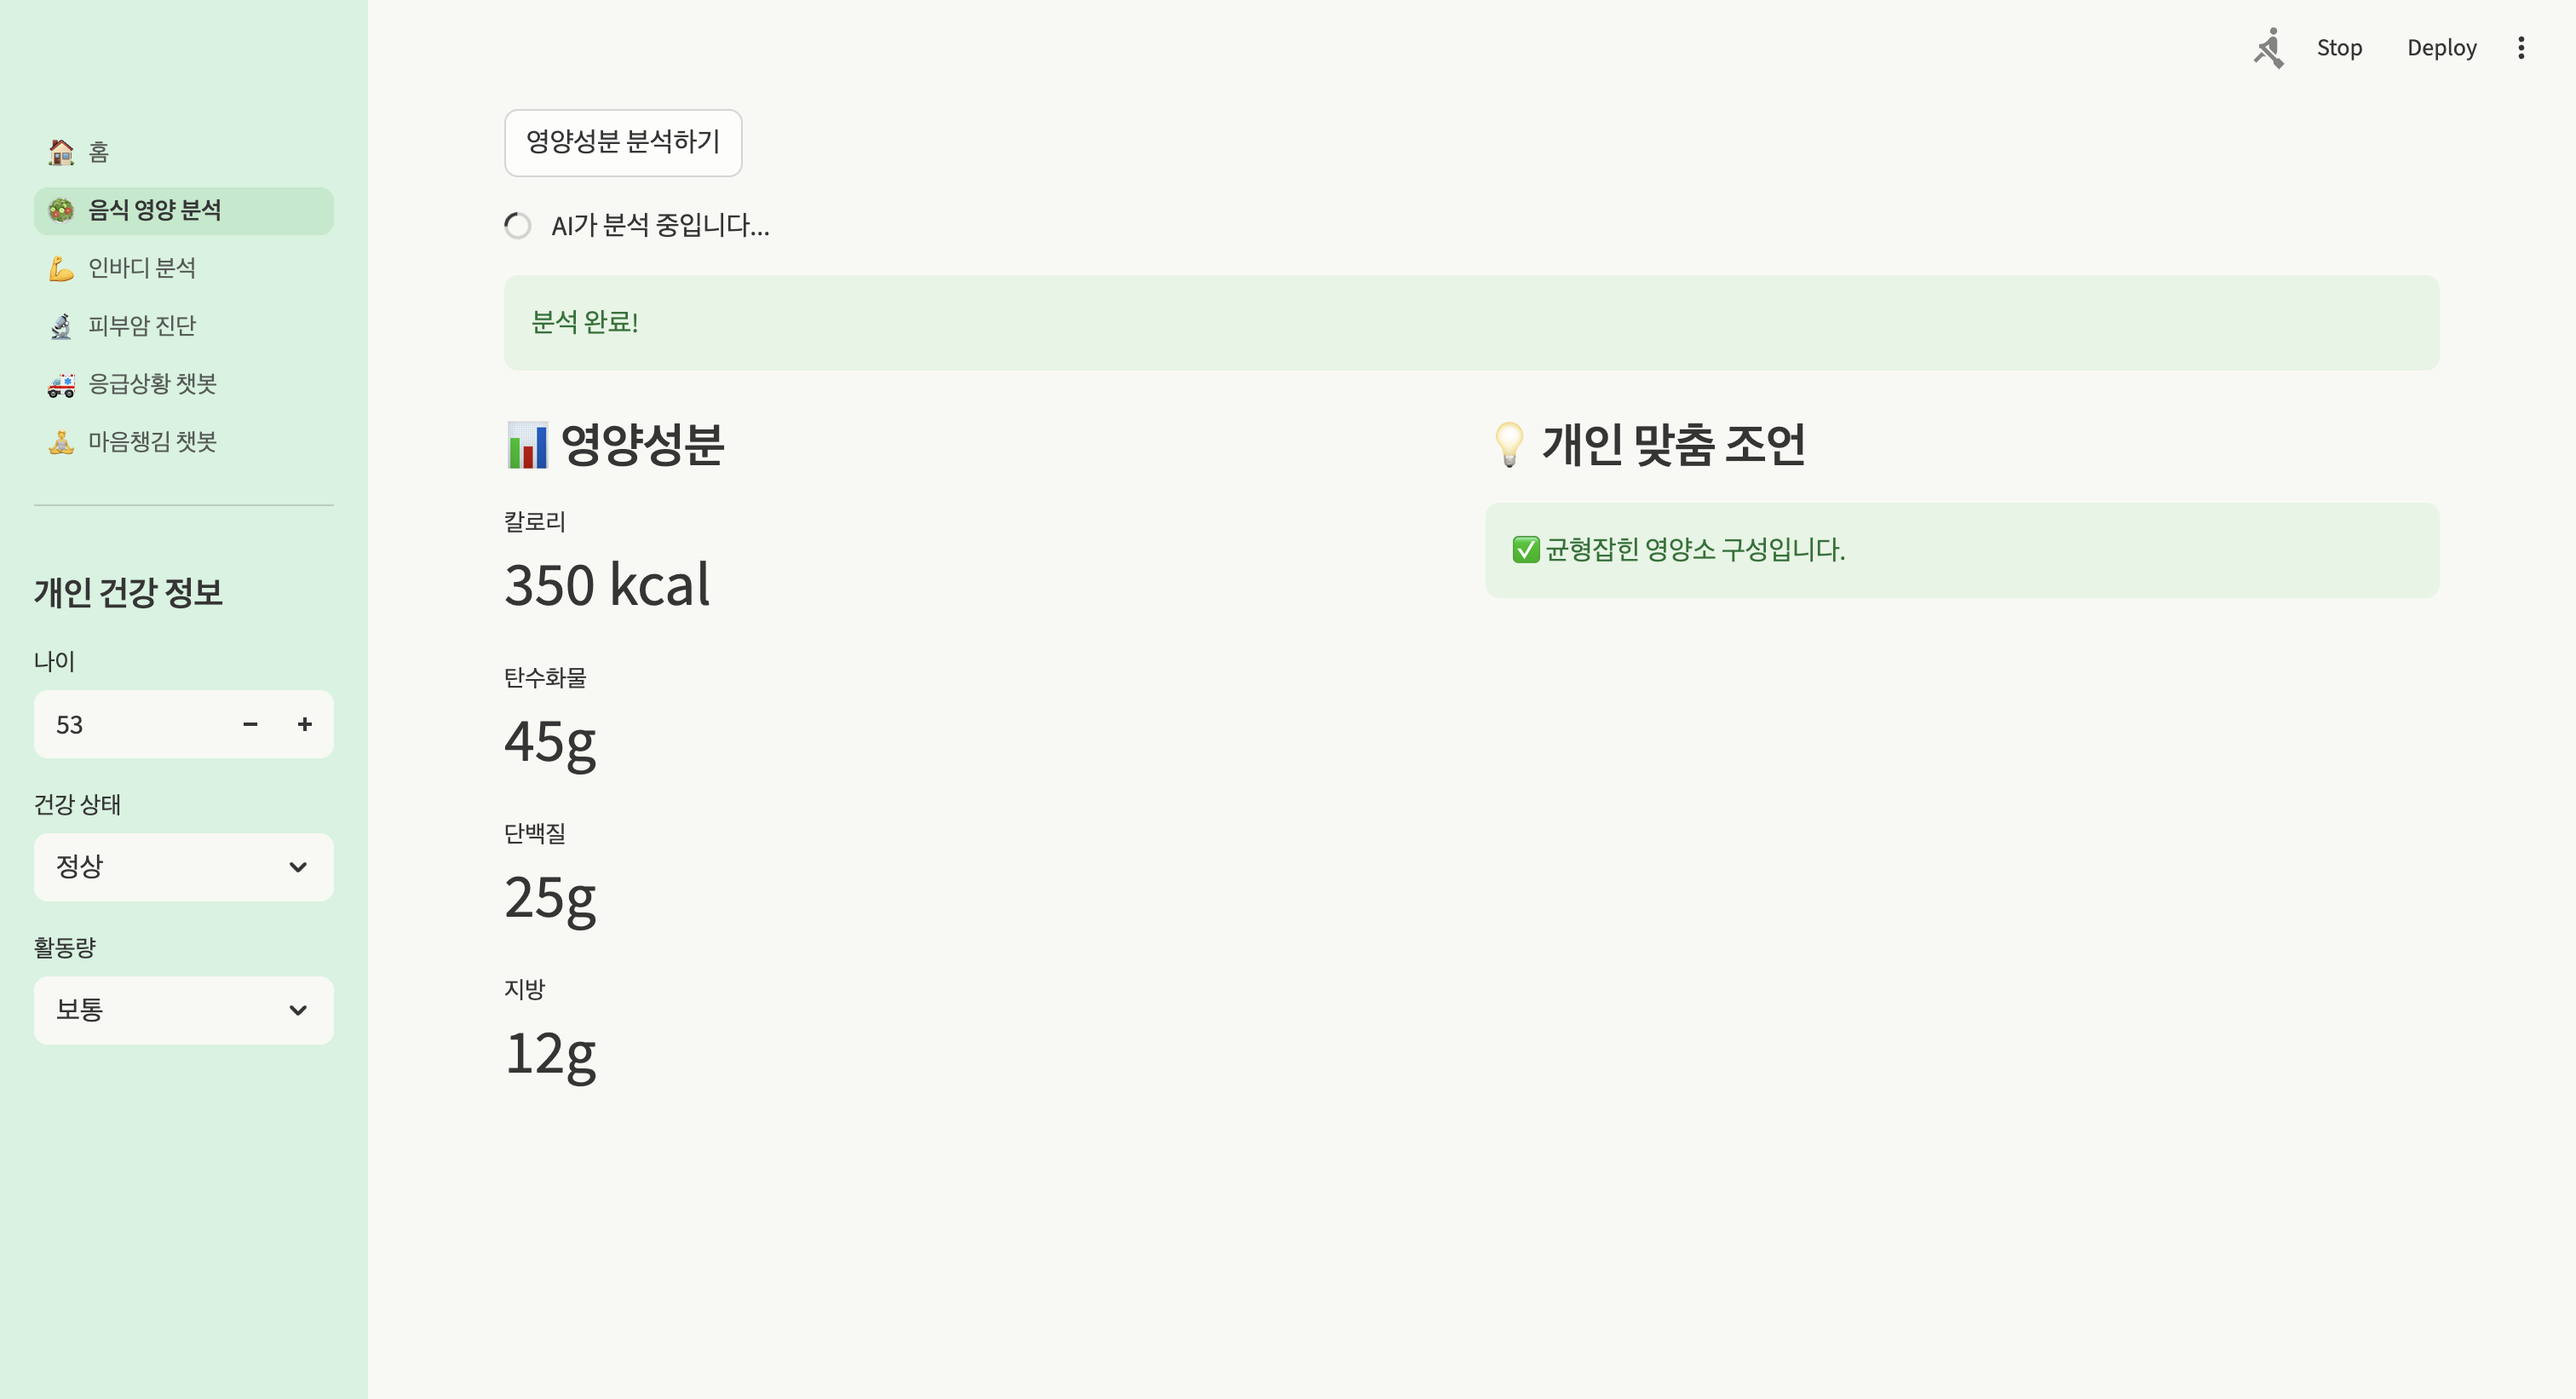 Stop
Deploy
홈
음식 영양 분석
인바디 분석
피부암 진단
응급상황 챗봇
마음챙김 챗봇
개인 건강 정보
나이
53
건강 상태
정상
활동량
보통
영양성분 분석하기
AI가 분석 중입니다...
분석 완료!
영양성분
칼로리
350 kcal
탄수화물
45g
단백질
25g
지방
12g
개인 맞춤 조언
균형잡힌 영양소 구성입니다.